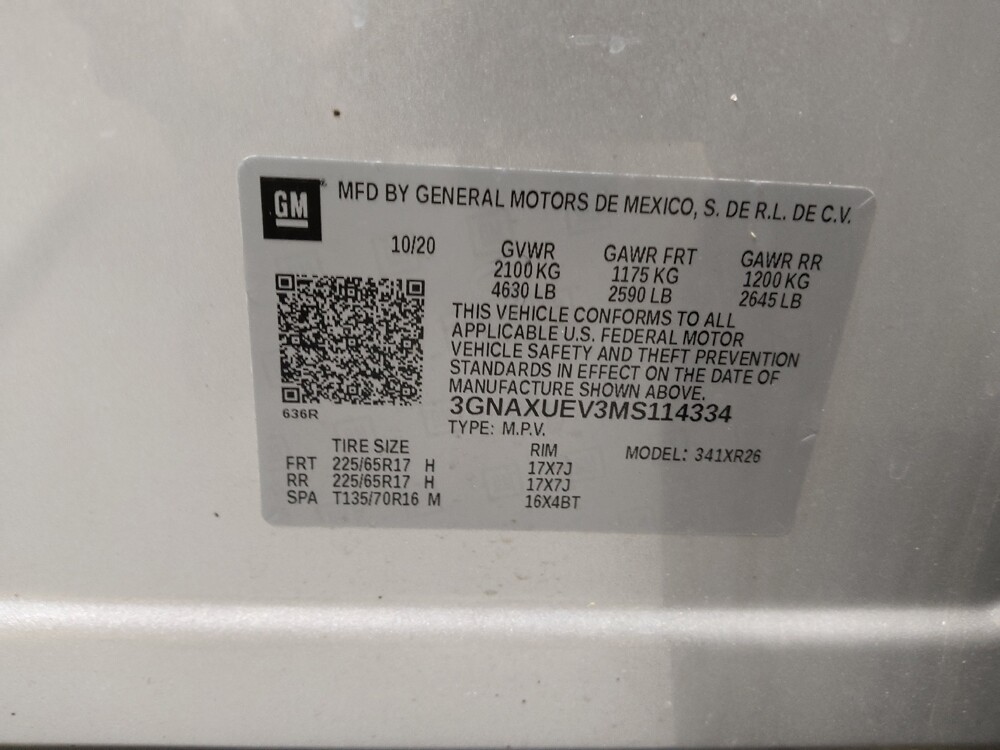 GM
MFD BY GENERAL MOTORS DE MEXICO, S. DE R.L. DE C.V.
10/20 GVWR GAWR FRT GAWR RR
2100 KG 1175 KG 1200 KG
4630 LB 2590 LB 2645 LB
THIS VEHICLE CONFORMS TO ALL
APPLICABLE U.S. FEDERAL MOTOR
VEHICLE SAFETY AND THEFT PREVENTION
STANDARDS IN EFFECT ON THE DATE OF
MANUFACTURE SHOWN ABOVE.
636R 3GNAXUEV3MS114334
TYPE: M.P.V.
TIRE SIZE RIM MODEL: 341XR26
FRT 225/65R17 H 17X7J
RR 225/65R17 H 17X7J
SPA T135/70R16 M 16X4BT